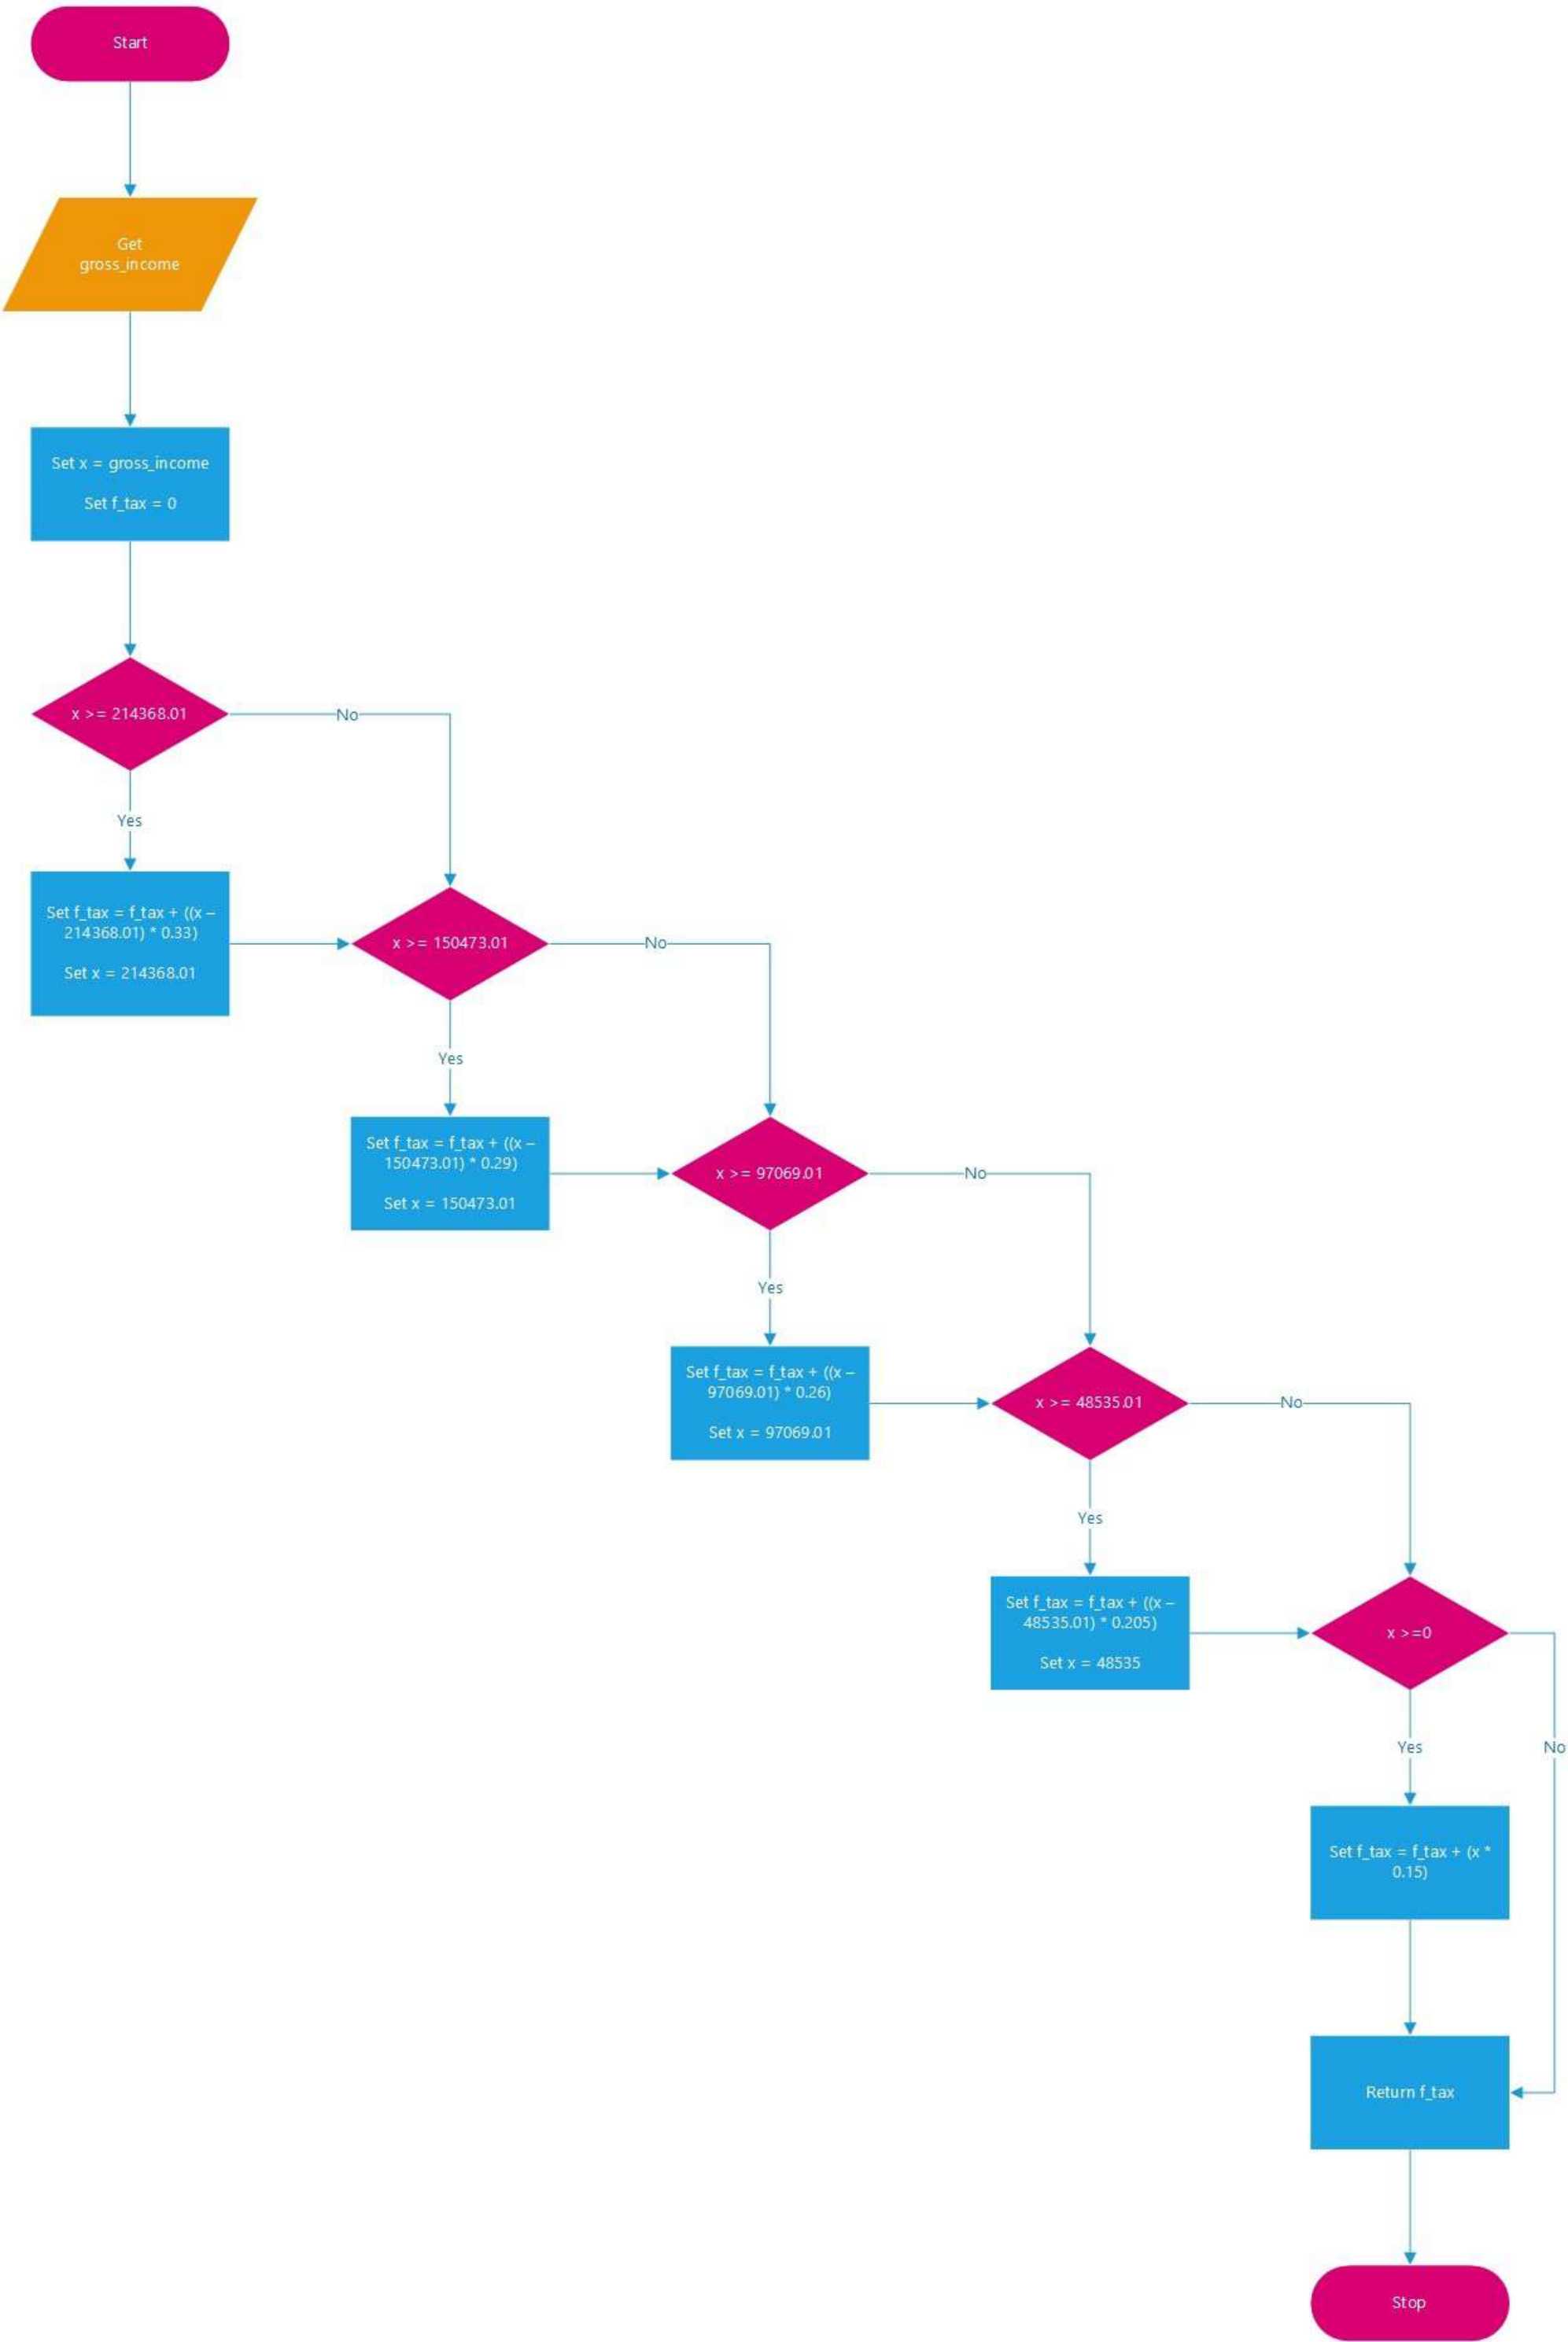 Start
Get
gross_income
Set x = gross_income
Set f_tax = 0
x >= 214368.01
No
Yes
Set f_tax = f_tax + ((x –
214368.01) * 0.33)
Set x = 214368.01
x >= 150473.01
No
Yes
Set f_tax = f_tax + ((x –
150473.01) * 0.29)
Set x = 150473.01
x >= 97069.01
No
Yes
Set f_tax = f_tax + ((x –
97069.01) * 0.26)
Set x = 97069.01
x >= 48535.01
No
Yes
Set f_tax = f_tax + ((x –
48535.01) * 0.205)
Set x = 48535
x >=0
Yes
No
Set f_tax = f_tax + (x *
0.15)
Return f_tax
Stop